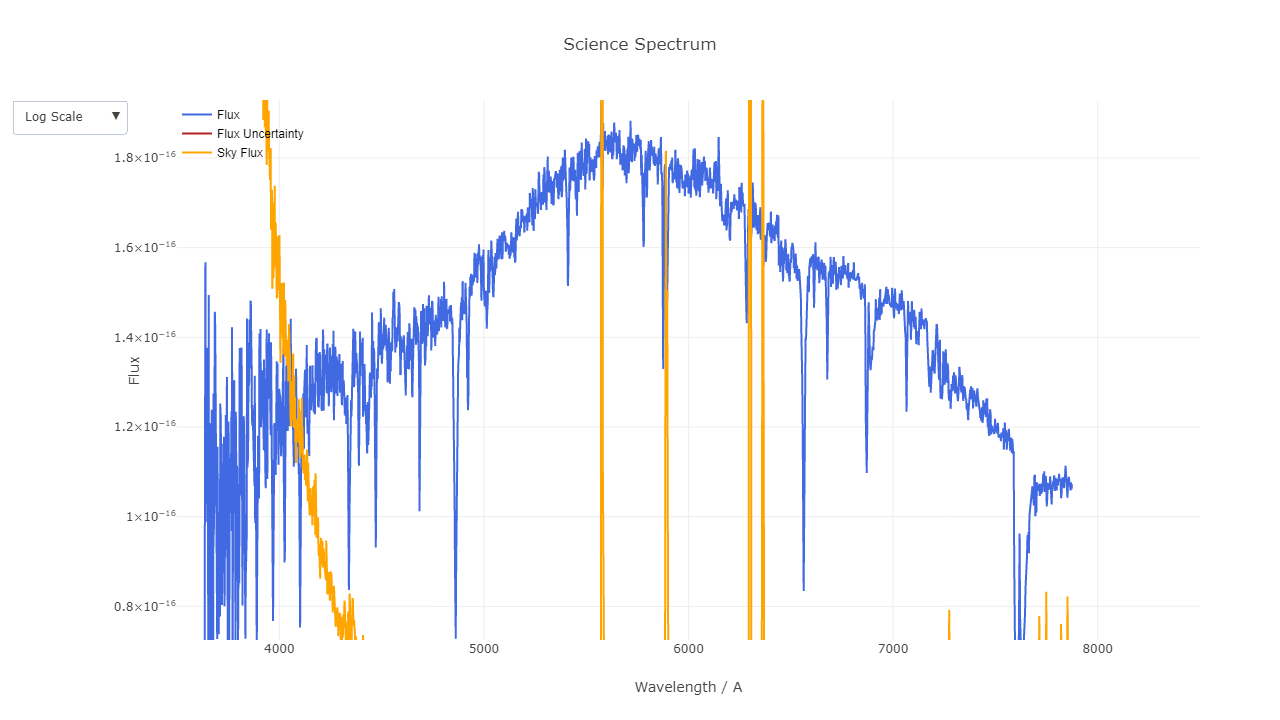 Science Spectrum
Log Scale ▼
Flux
Flux Uncertainty
Sky Flux
1.8×10⁻¹⁶
1.6×10⁻¹⁶
1.4×10⁻¹⁶
1.2×10⁻¹⁶
1×10⁻¹⁶
0.8×10⁻¹⁶
Flux
4000 5000 6000 7000 8000
Wavelength / A